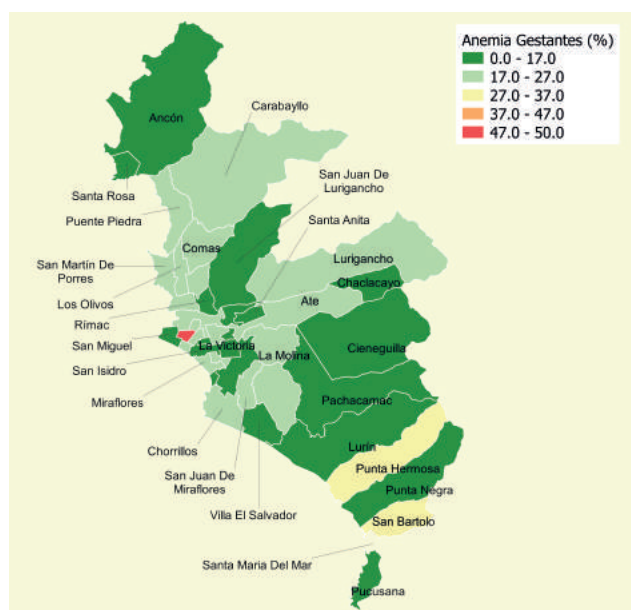 Anemia Gestantes (%)
0.0 - 17.0
17.0 - 27.0
27.0 - 37.0
37.0 - 47.0
47.0 - 50.0
Ancón
Carabayllo
San Juan De
Lurigancho
Santa Rosa
Santa Anita
Puente Piedra
Comas
Lurigancho
San Martín De
Porres
Chaclacayo
Los Olivos
Ate
Rímac
San Miguel
La Victoria
La Molina
Cieneguilla
San Isidro
Miraflores
Pachacamac
Lurín
Chorrillos
Punta Hermosa
San Juan De
Miraflores
Punta Negra
Villa El Salvador
San Bartolo
Santa Maria Del Mar
Pucusana